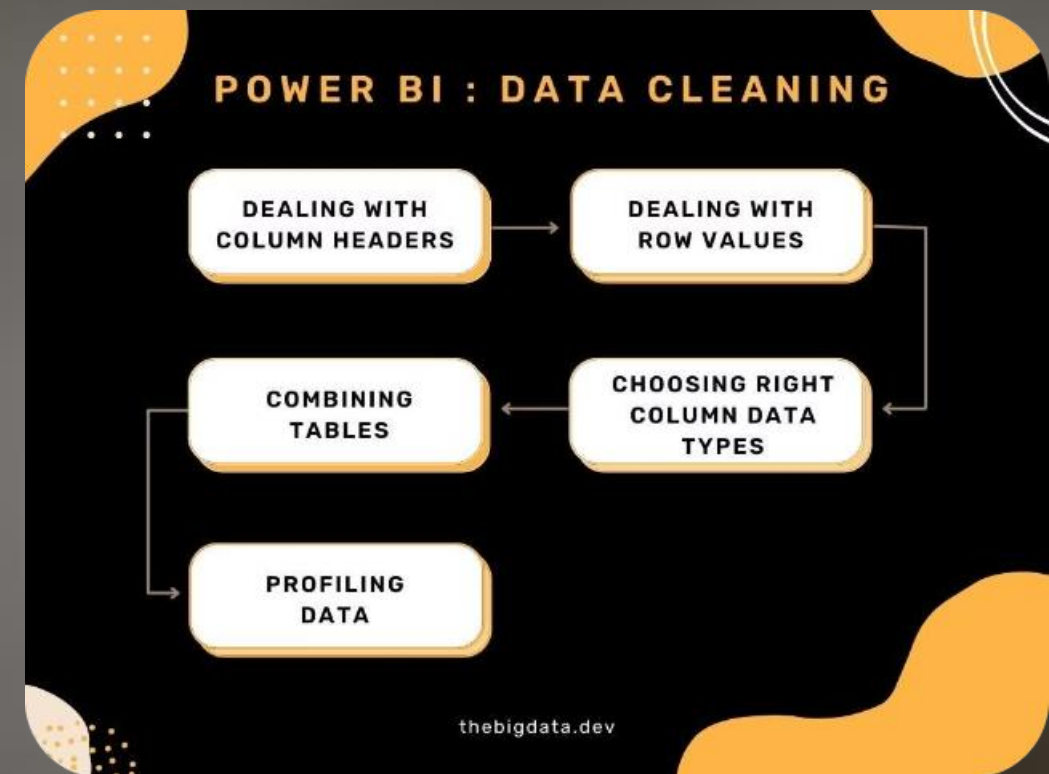 POWER BI : DATA CLEANING
DEALING WITH
COLUMN HEADERS
DEALING WITH
ROW VALUES
CHOOSING RIGHT
COLUMN DATA
TYPES
COMBINING
TABLES
PROFILING
DATA
thebigdata.dev